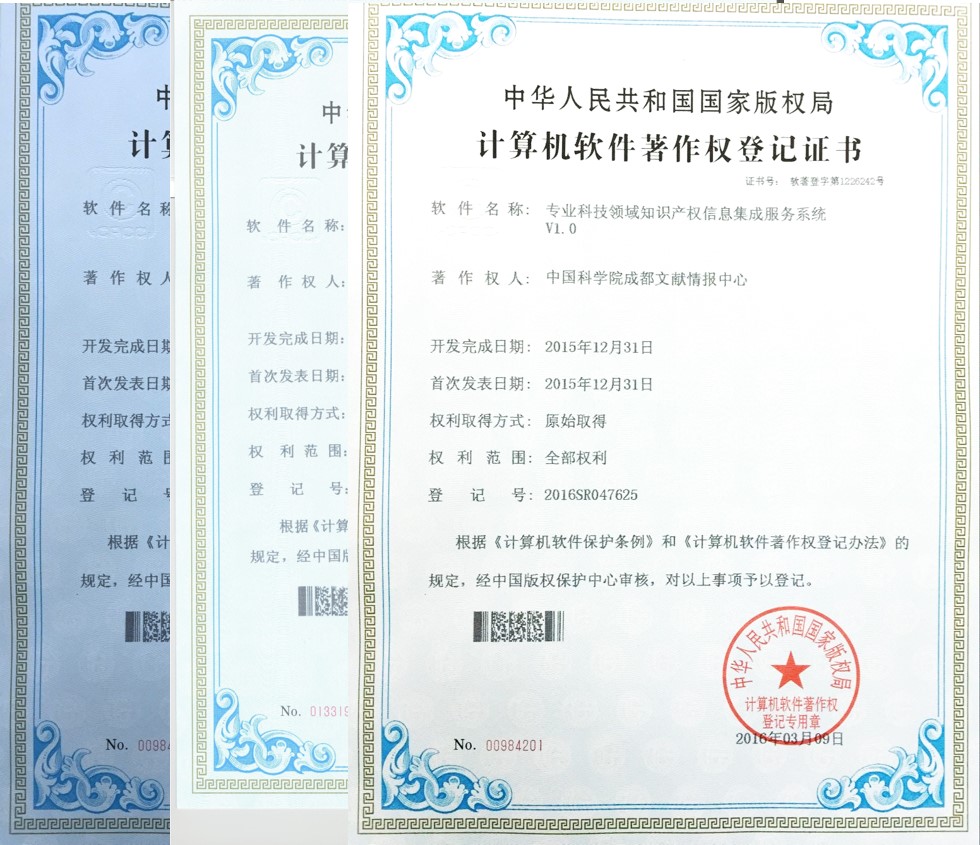 中
计算
软 件 名 称
著 作 权 人
开发完成日期
首次发表日期
权利取得方式
权 利 范 围
登 记 号
根据《计
规定，经中国
No. 00984
中
计算
软 件 名 称：
著 作 权 人：
开发完成日期：
首次发表日期：
权利取得方式：
权 利 范 围：
登 记 号：
根据《计算
规定，经中国版
No. 013319
中华人民共和国国家版权局
计算机软件著作权登记证书
证书号： 软著登字第1226242号
软 件 名 称： 专业科技领域知识产权信息集成服务系统
V1.0
著 作 权 人： 中国科学院成都文献情报中心
开发完成日期： 2015年12月31日
首次发表日期： 2015年12月31日
权利取得方式： 原始取得
权 利 范 围： 全部权利
登 记 号： 2016SR047625
根据《计算机软件保护条例》和《计算机软件著作权登记办法》的
规定，经中国版权保护中心审核，对以上事项予以登记。
中华人民共和国国家版权局
计算机软件著作权
登记专用章
No. 00984201
2016年03月09日